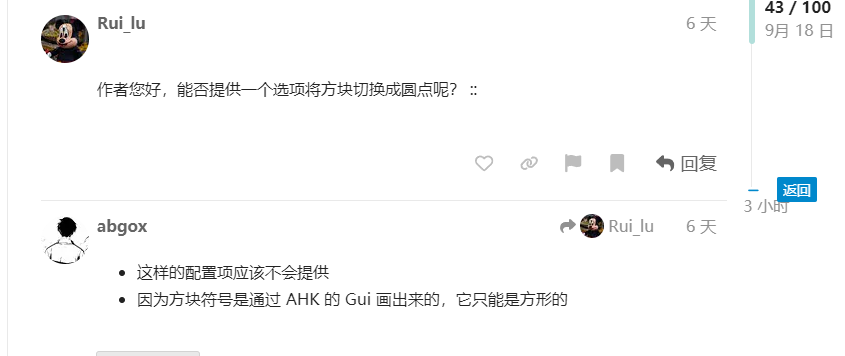 Rui_lu
6 天
43 / 100
9月 18 日
作者您好，能否提供一个选项将方块切换成圆点呢？ ::
回复
返回
3 小时
abgox
Rui_lu
6 天
这样的配置项应该不会提供
因为方块符号是通过 AHK 的 Gui 画出来的，它只能是方形的